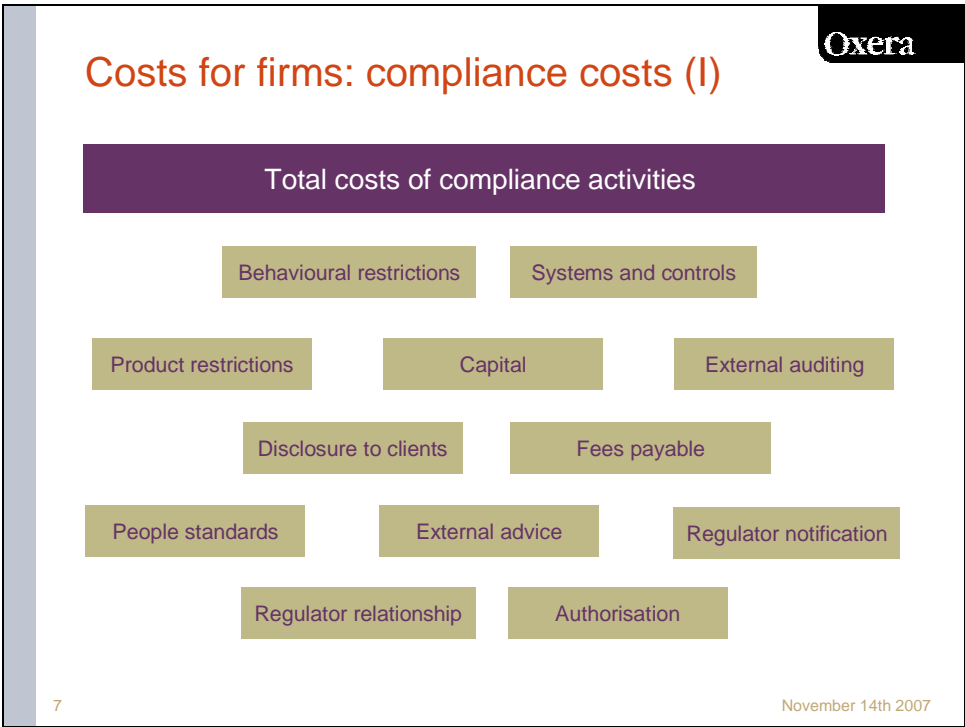 Oxera
Costs for firms: compliance costs (I)
Total costs of compliance activities
Behavioural restrictions
Systems and controls
Product restrictions
Capital
External auditing
Disclosure to clients
Fees payable
People standards
External advice
Regulator notification
Regulator relationship
Authorisation
7
November 14th 2007